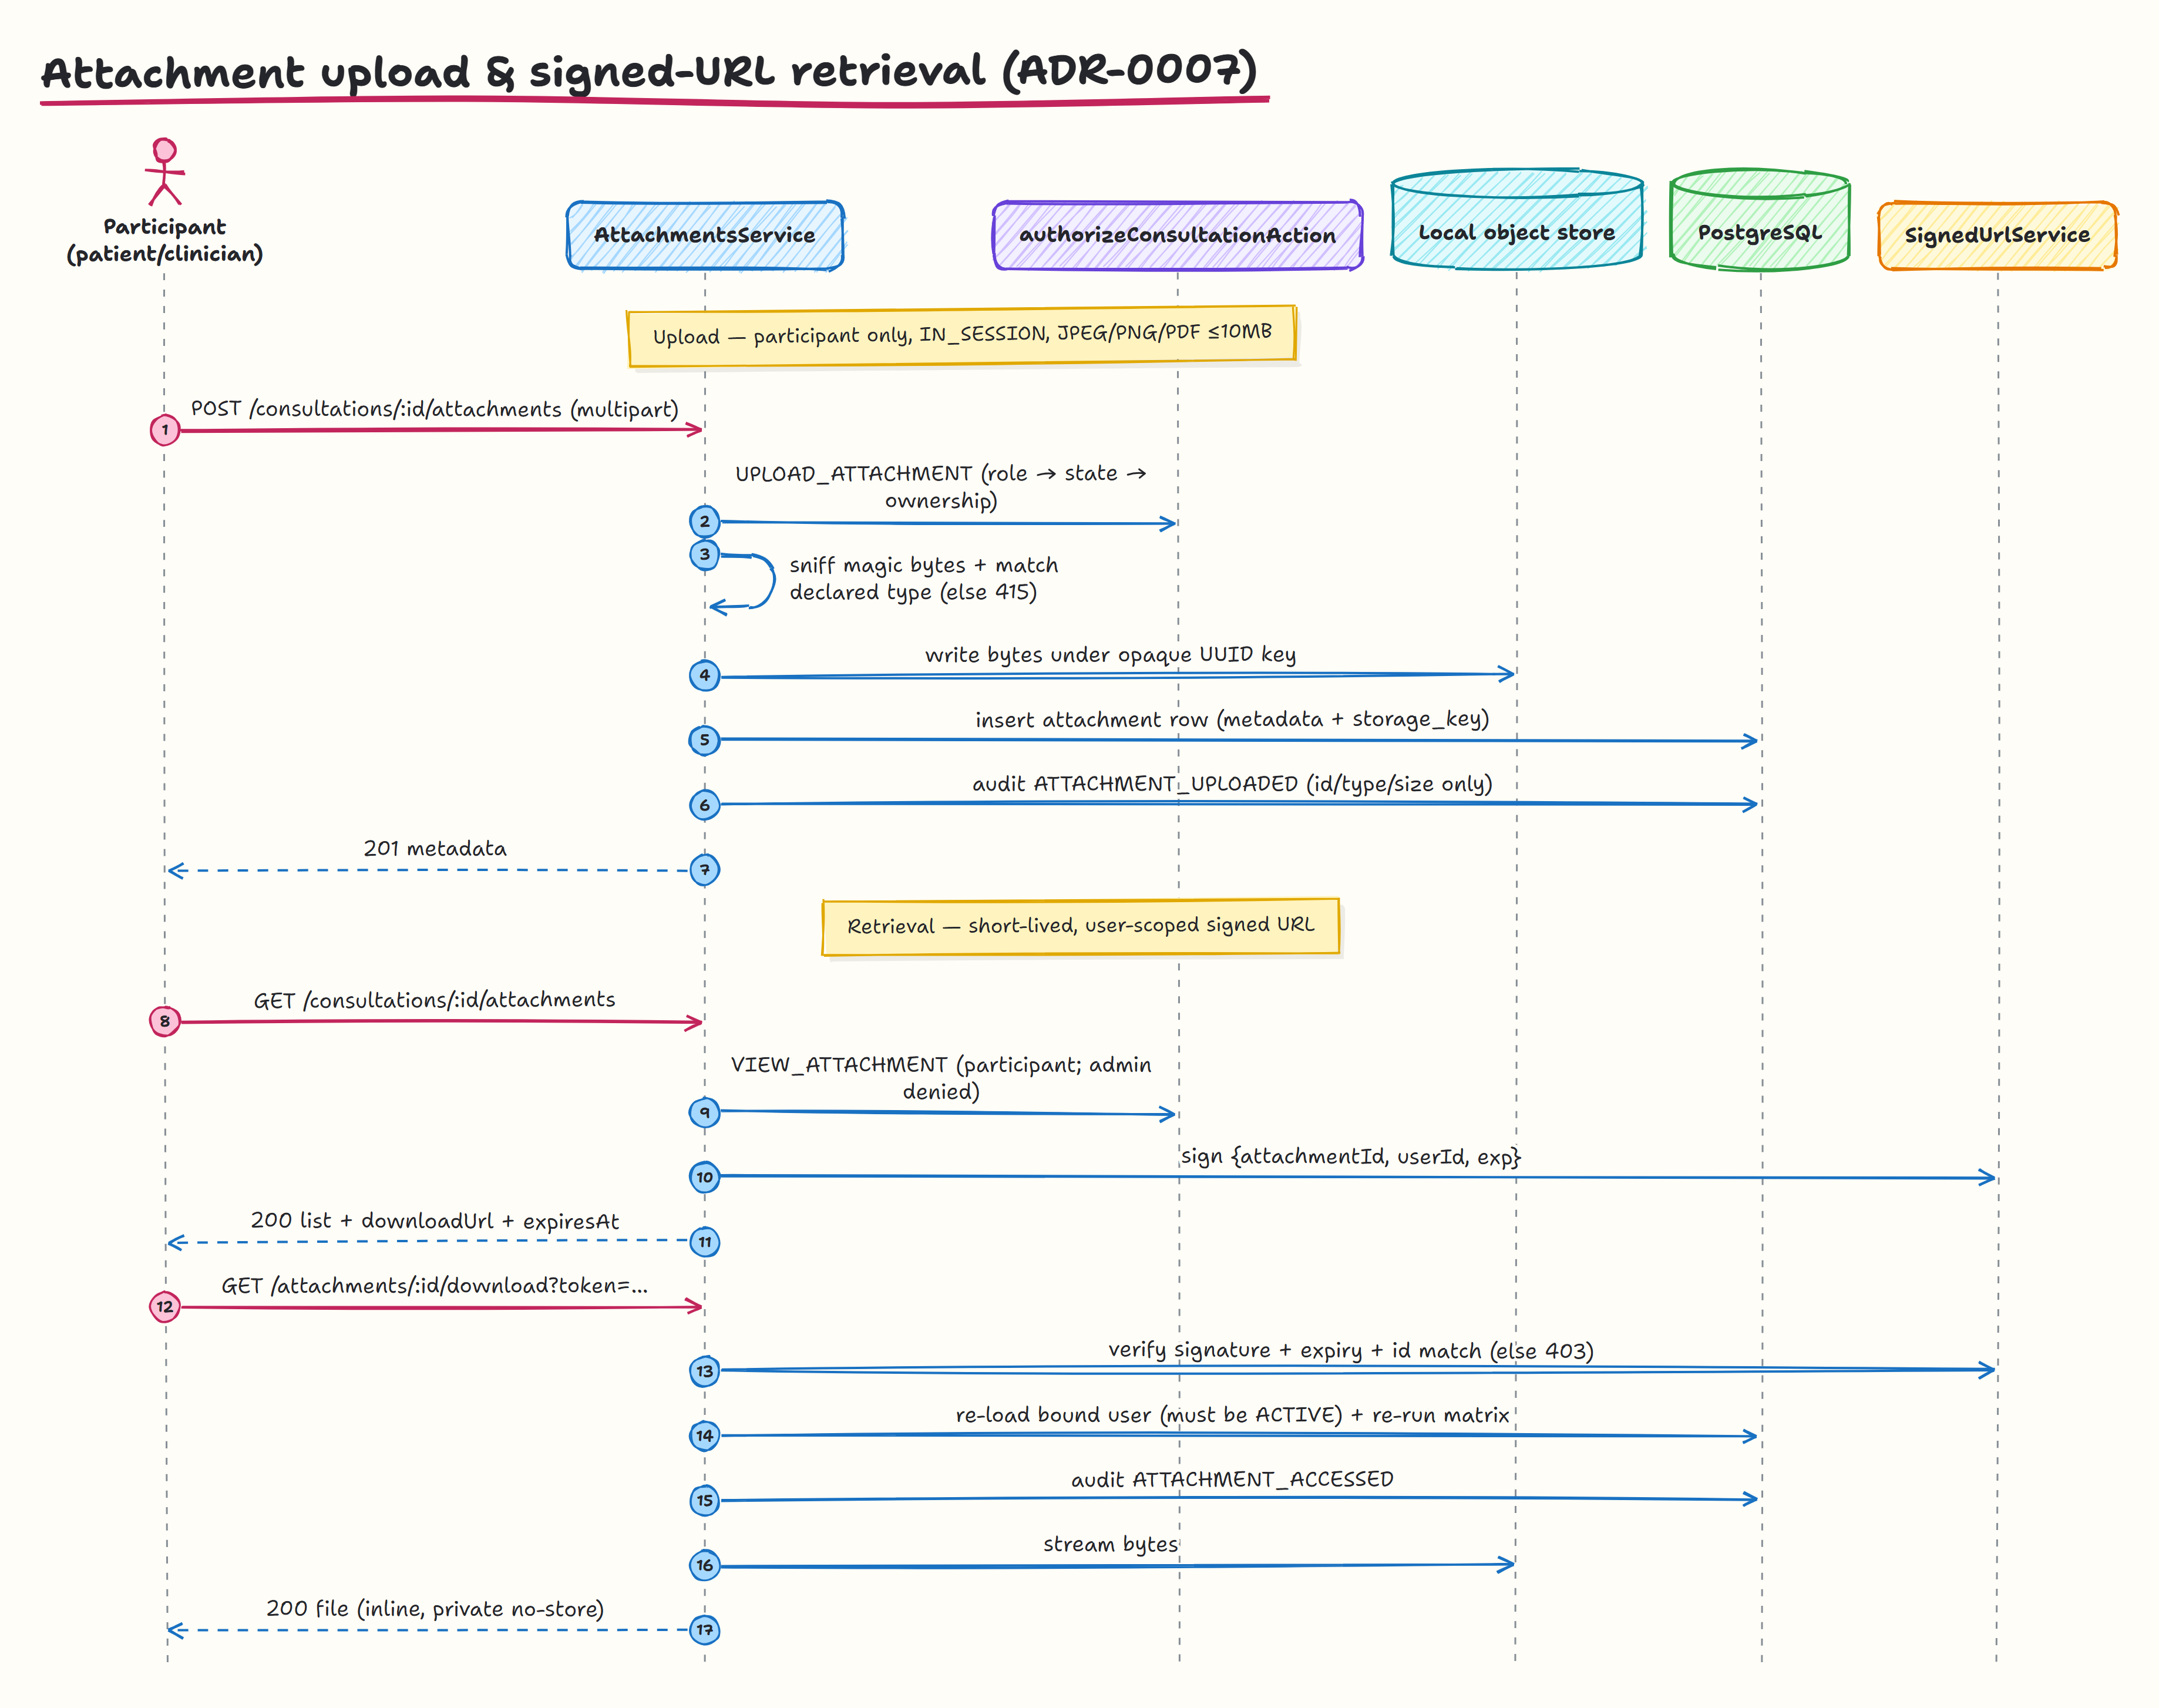 Attachment upload & signed-URL retrieval (ADR-0007)
Participant
(patient/clinician)
AttachmentsService
authorizeConsultationAction
Local object store
PostgreSQL
SignedUrlService
Upload — participant only, IN_SESSION, JPEG/PNG/PDF ≤10MB
POST /consultations/:id/attachments (multipart)
1
UPLOAD_ATTACHMENT (role → state →
ownership)
2
3
sniff magic bytes + match
declared type (else 415)
write bytes under opaque UUID key
4
insert attachment row (metadata + storage_key)
5
audit ATTACHMENT_UPLOADED (id/type/size only)
6
201 metadata
7
Retrieval — short-lived, user-scoped signed URL
GET /consultations/:id/attachments
8
VIEW_ATTACHMENT (participant; admin
denied)
9
sign {attachmentId, userId, exp}
10
200 list + downloadUrl + expiresAt
11
GET /attachments/:id/download?token=...
12
verify signature + expiry + id match (else 403)
13
re-load bound user (must be ACTIVE) + re-run matrix
14
audit ATTACHMENT_ACCESSED
15
stream bytes
16
200 file (inline, private no-store)
17